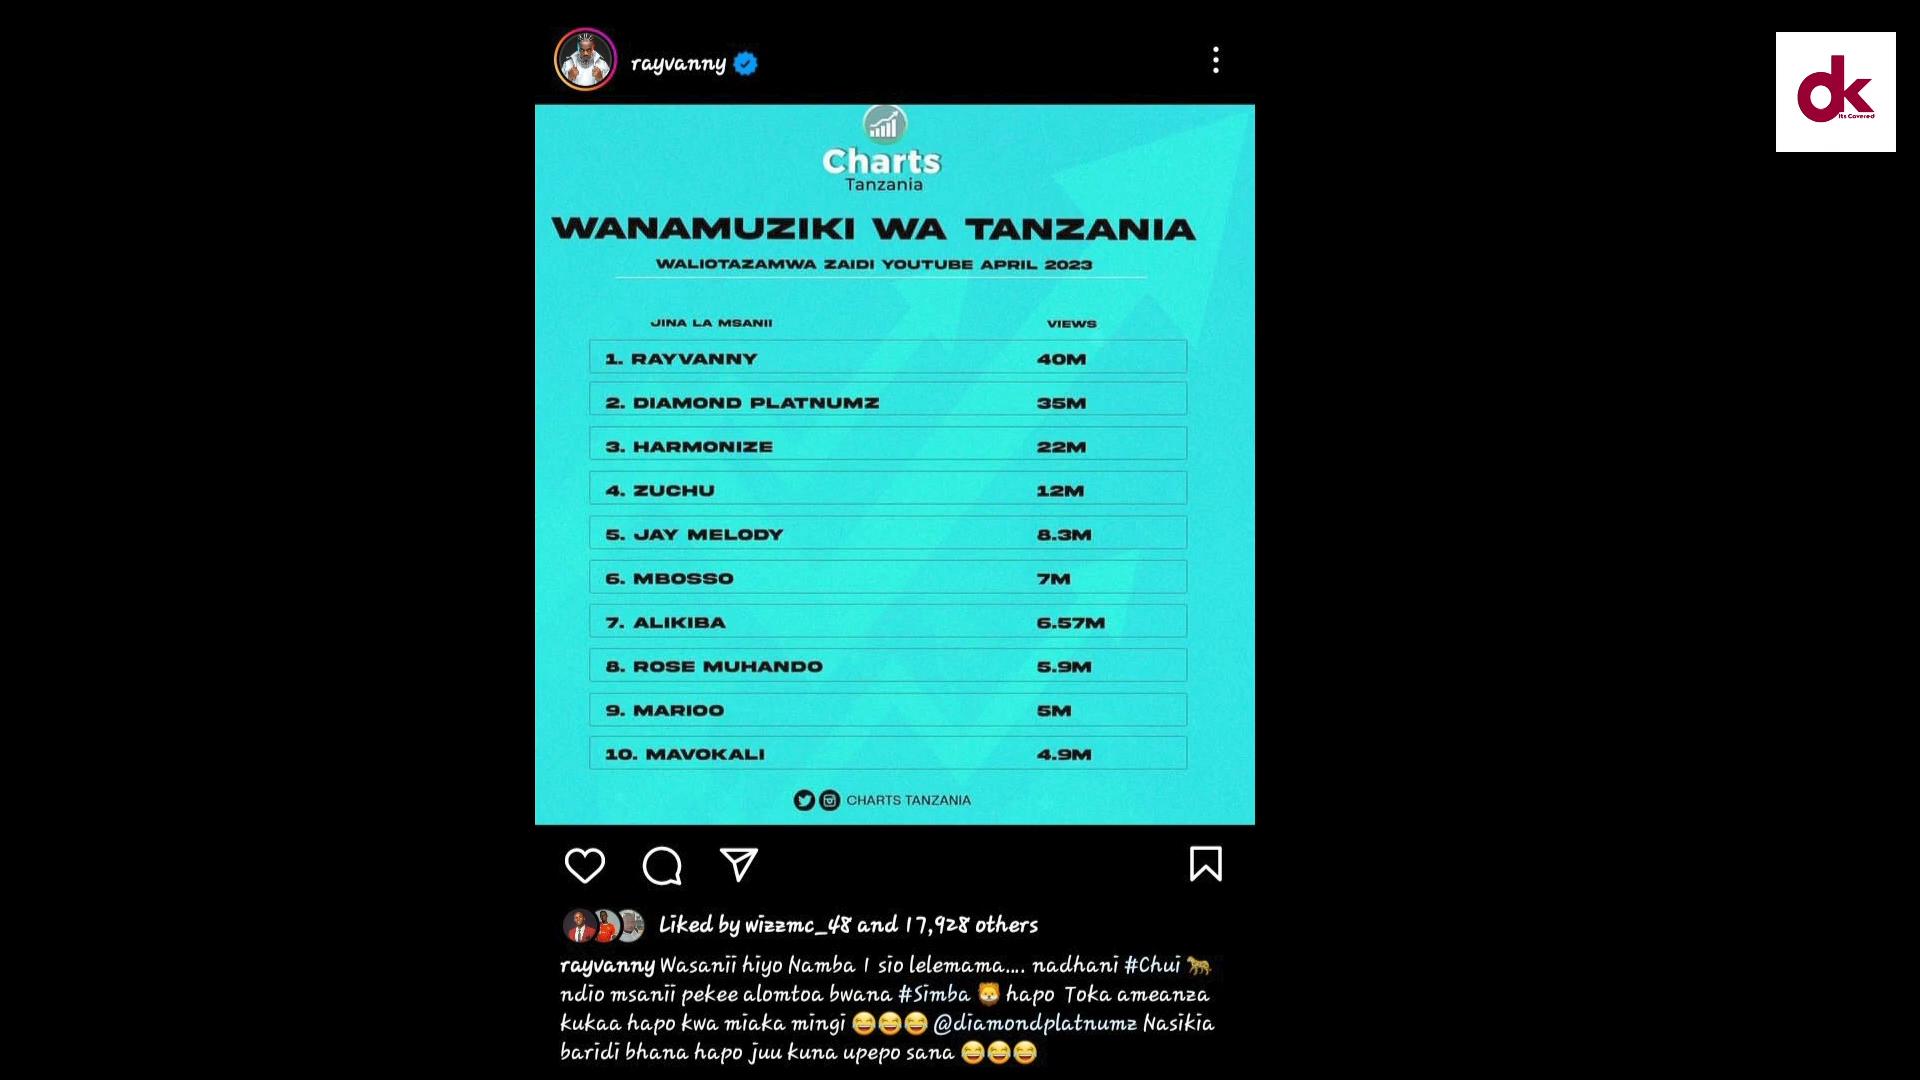 rayvanny
dk
Its Covered
Charts
Tanzania
WANAMUZIKI WA TANZANIA
WALIOTAZAMWA ZAIDI YOUTUBE APRIL 2023
JINA LA MSANII VIEWS
1. RAYVANNY 40M
2. DIAMOND PLATNUMZ 35M
3. HARMONIZE 22M
4. ZUCHU 12M
5. JAY MELODY 8.3M
6. MBOSSO 7M
7. ALIKIBA 6.57M
8. ROSE MUHANDO 5.9M
9. MARIOO 5M
10. MAVOKALI 4.9M
CHARTS TANZANIA
Liked by wizzmc_48 and 17,928 others
rayvanny Wasanii hiyo Namba 1 sio lelemama.... nadhani #Chui 🐆
ndio msanii pekee alomtoa bwana #Simba 🦁 hapo Toka ameanza
kukaa hapo kwa miaka mingi 😂😂😂 @diamondplatnumz Nasikia
baridi bhana hapo juu kuna upepo sana 😂😂😂